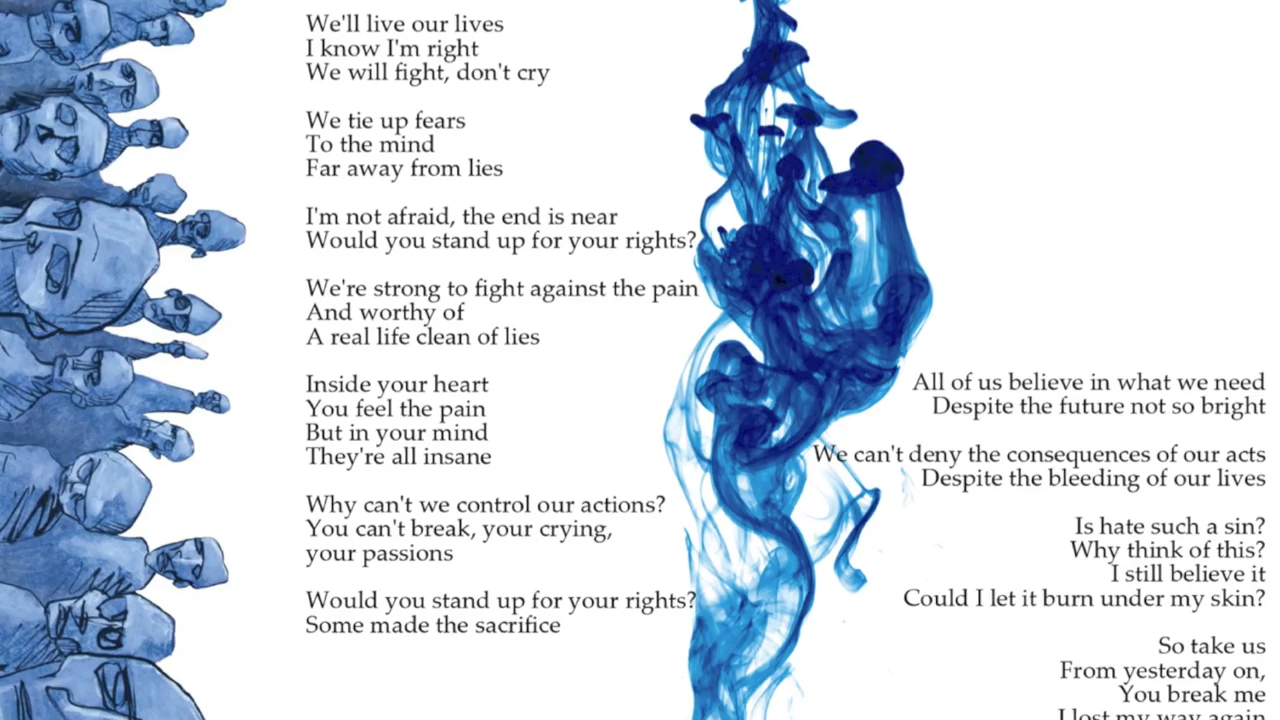 We'll live our lives
I know I'm right
We will fight, don't cry
We tie up fears
To the mind
Far away from lies
I'm not afraid, the end is near
Would you stand up for your rights?
We're strong to fight against the pain
And worthy of
A real life clean of lies
Inside your heart
You feel the pain
But in your mind
They're all insane
Why can't we control our actions?
You can't break, your crying,
your passions
Would you stand up for your rights?
Some made the sacrifice
All of us believe in what we need
Despite the future not so bright
We can't deny the consequences of our acts
Despite the bleeding of our lives
Is hate such a sin?
Why think of this?
I still believe it
Could I let it burn under my skin?
So take us
From yesterday on,
You break me
I lost my way again